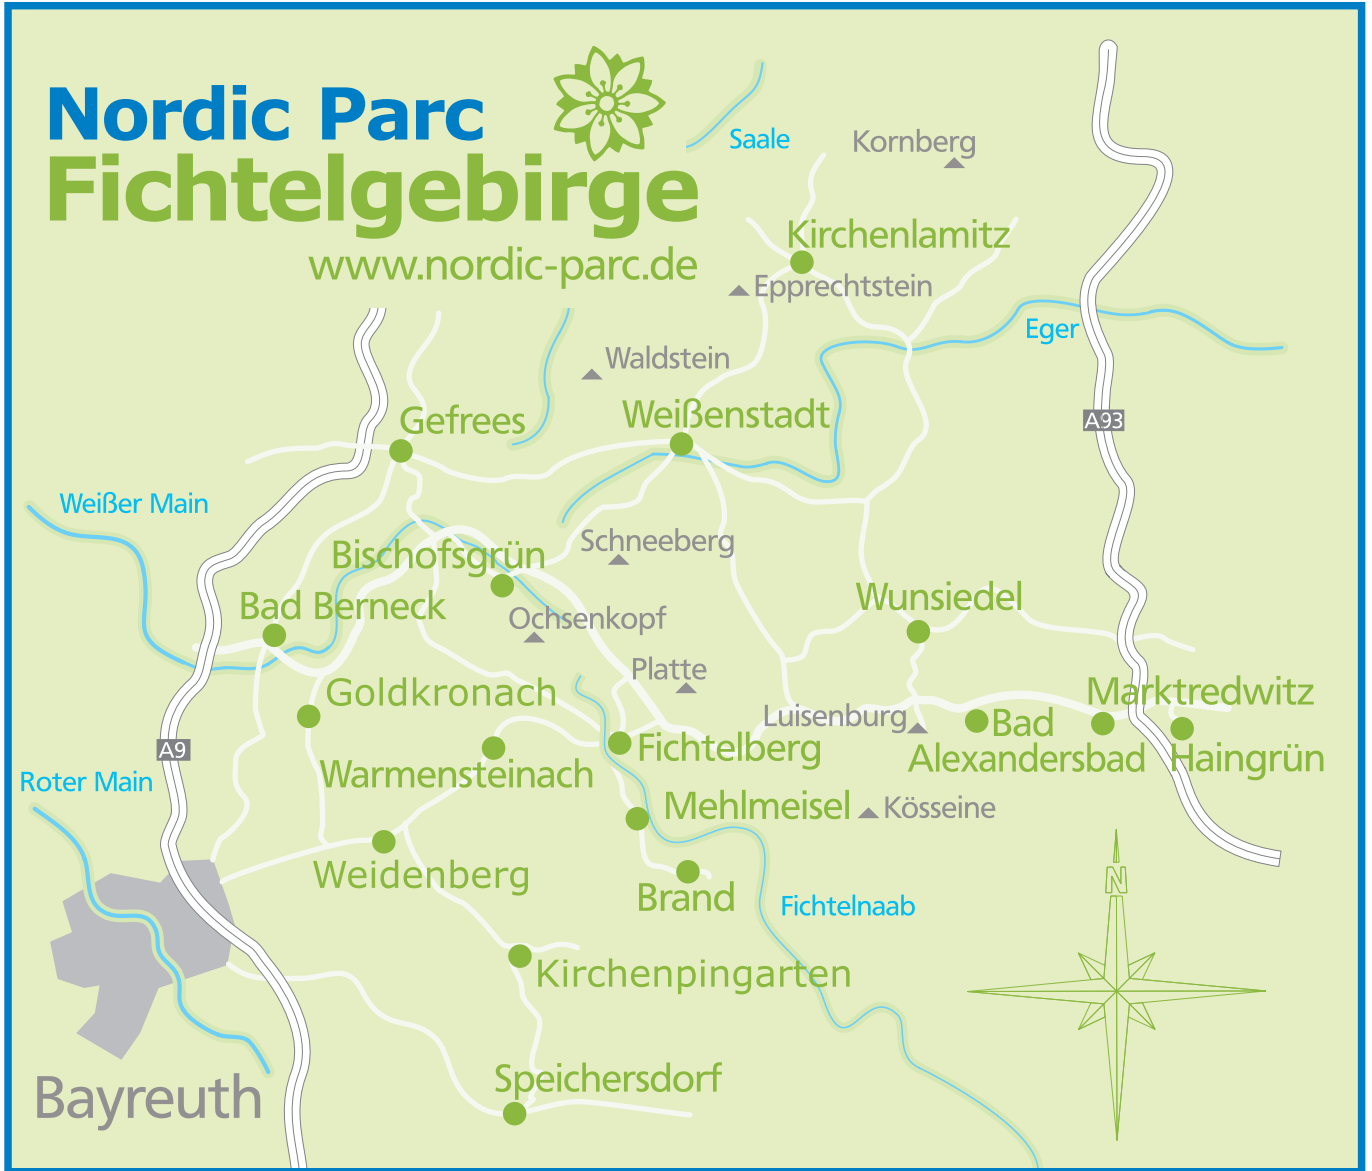 Nordic Parc
Fichtelgebirge
www.nordic-parc.de
Saale
Kornberg
Kirchenlamitz
Epprechtstein
Eger
Waldstein
Weißenstadt
Gefrees
A93
Weißer Main
Schneeberg
Bischofsgrün
Bad Berneck
Ochsenkopf
Wunsiedel
Platte
Goldkronach
Marktredwitz
Luisenburg
Bad
Alexandersbad
Haingrün
A9
Fichtelberg
Warmensteinach
Roter Main
Mehlmeisel
Kösseine
Weidenberg
Brand
N
Fichtelnaab
Kirchenpingarten
Speichersdorf
Bayreuth